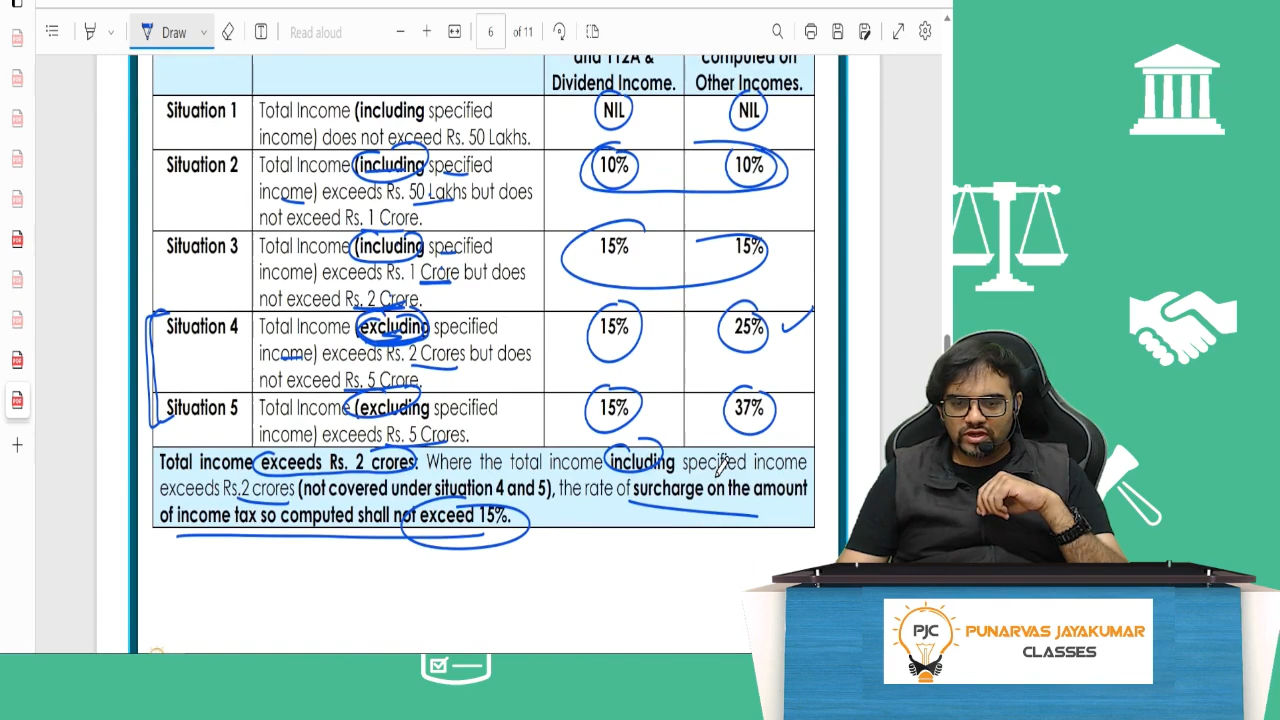 Draw
Read aloud
6
of 11
and 112A &
computed on
Dividend Income.
Other Incomes.
Situation 1
Total Income (including specified
income) does not exceed Rs. 50 Lakhs.
NIL
NIL
Situation 2
Total Income (including specified
income) exceeds Rs. 50 Lakhs but does
not exceed Rs. 1 Crore.
10%
10%
Situation 3
Total Income (including specified
income) exceeds Rs. 1 Crore but does
not exceed Rs. 2 Crore.
15%
15%
Situation 4
Total Income (excluding specified
income) exceeds Rs. 2 Crores but does
not exceed Rs. 5 Crore.
15%
25%
Situation 5
Total Income (excluding specified
income) exceeds Rs. 5 Crores.
15%
37%
Total income exceeds Rs. 2 crores: Where the total income including specified income
exceeds Rs.2 crores (not covered under situation 4 and 5), the rate of surcharge on the amount
of income tax so computed shall not exceed 15%.
PJC
PUNARVAS JAYAKUMAR
CLASSES